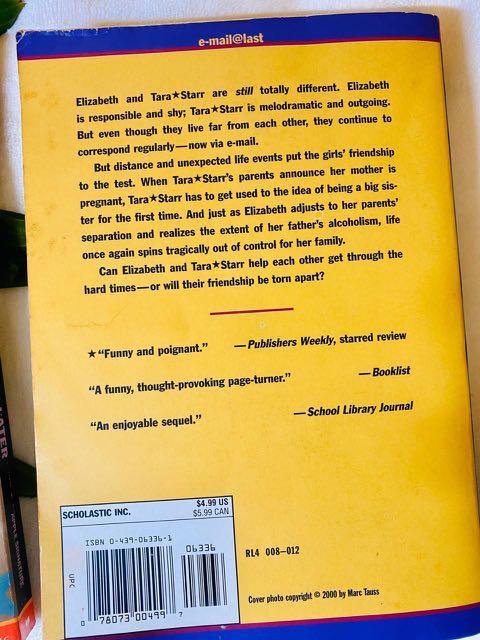 e-mail@last
Elizabeth and Tara★Starr are still totally different. Elizabeth
is responsible and shy; Tara★Starr is melodramatic and outgoing.
But even though they live far from each other, they continue to
correspond regularly—now via e-mail.
But distance and unexpected life events put the girls' friendship
to the test. When Tara★Starr's parents announce her mother is
pregnant, Tara★Starr has to get used to the idea of being a big sis-
ter for the first time. And just as Elizabeth adjusts to her parents'
separation and realizes the extent of her father's alcoholism, life
once again spins tragically out of control for her family.
Can Elizabeth and Tara★Starr help each other get through the
hard times—or will their friendship be torn apart?
★“Funny and poignant.” —Publishers Weekly, starred review
“A funny, thought-provoking page-turner.” —Booklist
“An enjoyable sequel.” —School Library Journal
$4.99 US
SCHOLASTIC INC. $5.99 CAN
ISBN 0-439-06336-1
06336
UPC
0 78073 00499 7
RL4 008-012
Cover photo copyright © 2000 by Marc Tauss